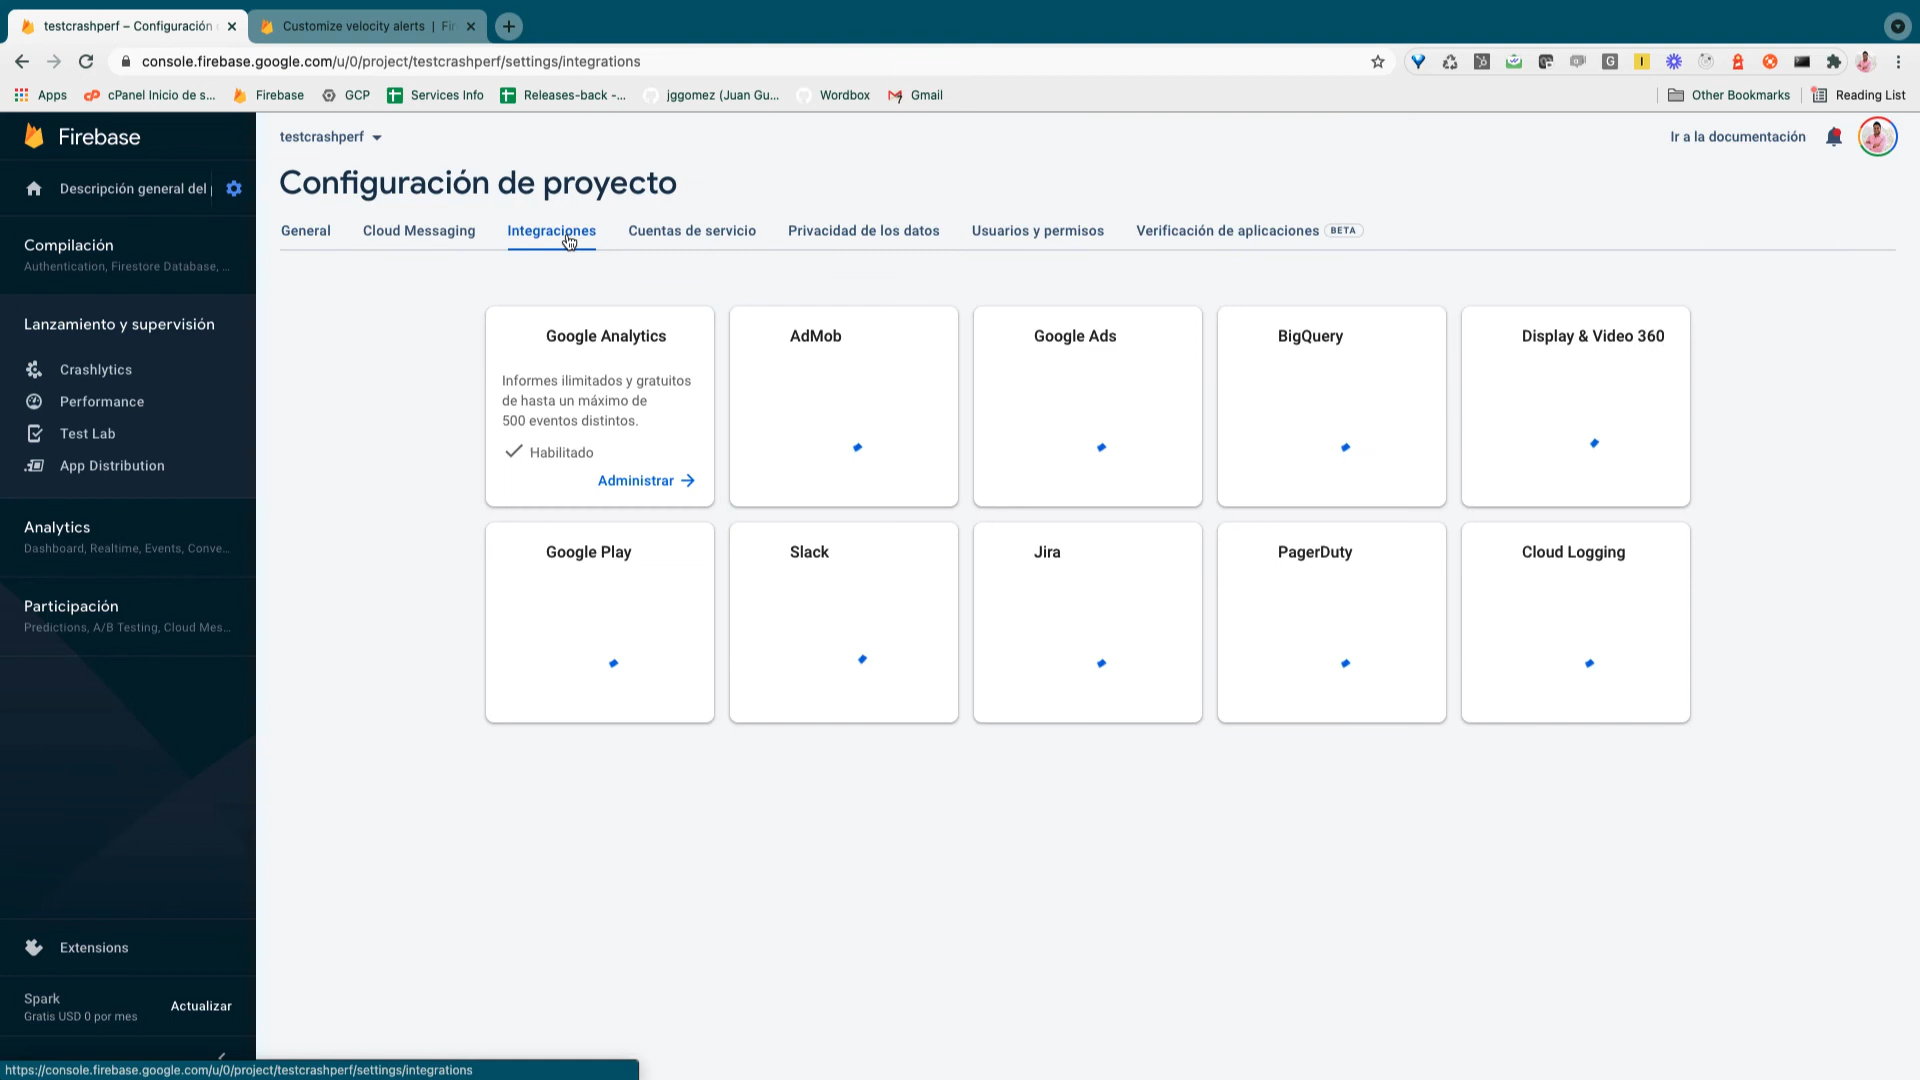 testcrashperf – Configuración
Customize velocity alerts | Fir
console.firebase.google.com/u/0/project/testcrashperf/settings/integrations
Apps
cPanel Inicio de s...
Firebase
GCP
Services Info
Releases-back -...
jggomez (Juan Gu...
Wordbox
Gmail
Other Bookmarks
Reading List
Firebase
testcrashperf
Ir a la documentación
Descripción general del
Configuración de proyecto
General
Cloud Messaging
Integraciones
Cuentas de servicio
Privacidad de los datos
Usuarios y permisos
Verificación de aplicaciones BETA
Compilación
Authentication, Firestore Database, ...
Lanzamiento y supervisión
Crashlytics
Performance
Test Lab
App Distribution
Analytics
Dashboard, Realtime, Events, Conve...
Participación
Predictions, A/B Testing, Cloud Mes...
Extensions
Spark
Gratis USD 0 por mes
Actualizar
Google Analytics
Informes ilimitados y gratuitos
de hasta un máximo de
500 eventos distintos.
Habilitado
Administrar
AdMob
Google Ads
BigQuery
Display & Video 360
Google Play
Slack
Jira
PagerDuty
Cloud Logging
https://console.firebase.google.com/u/0/project/testcrashperf/settings/integrations